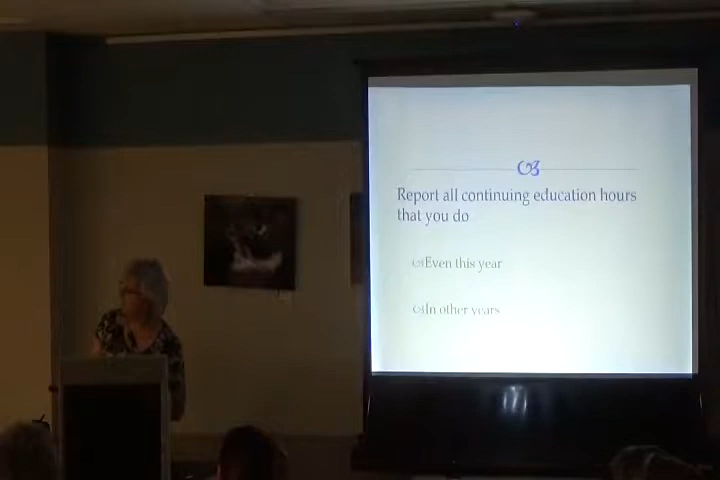 Report all continuing education hours
that you do
Even this year
In other years